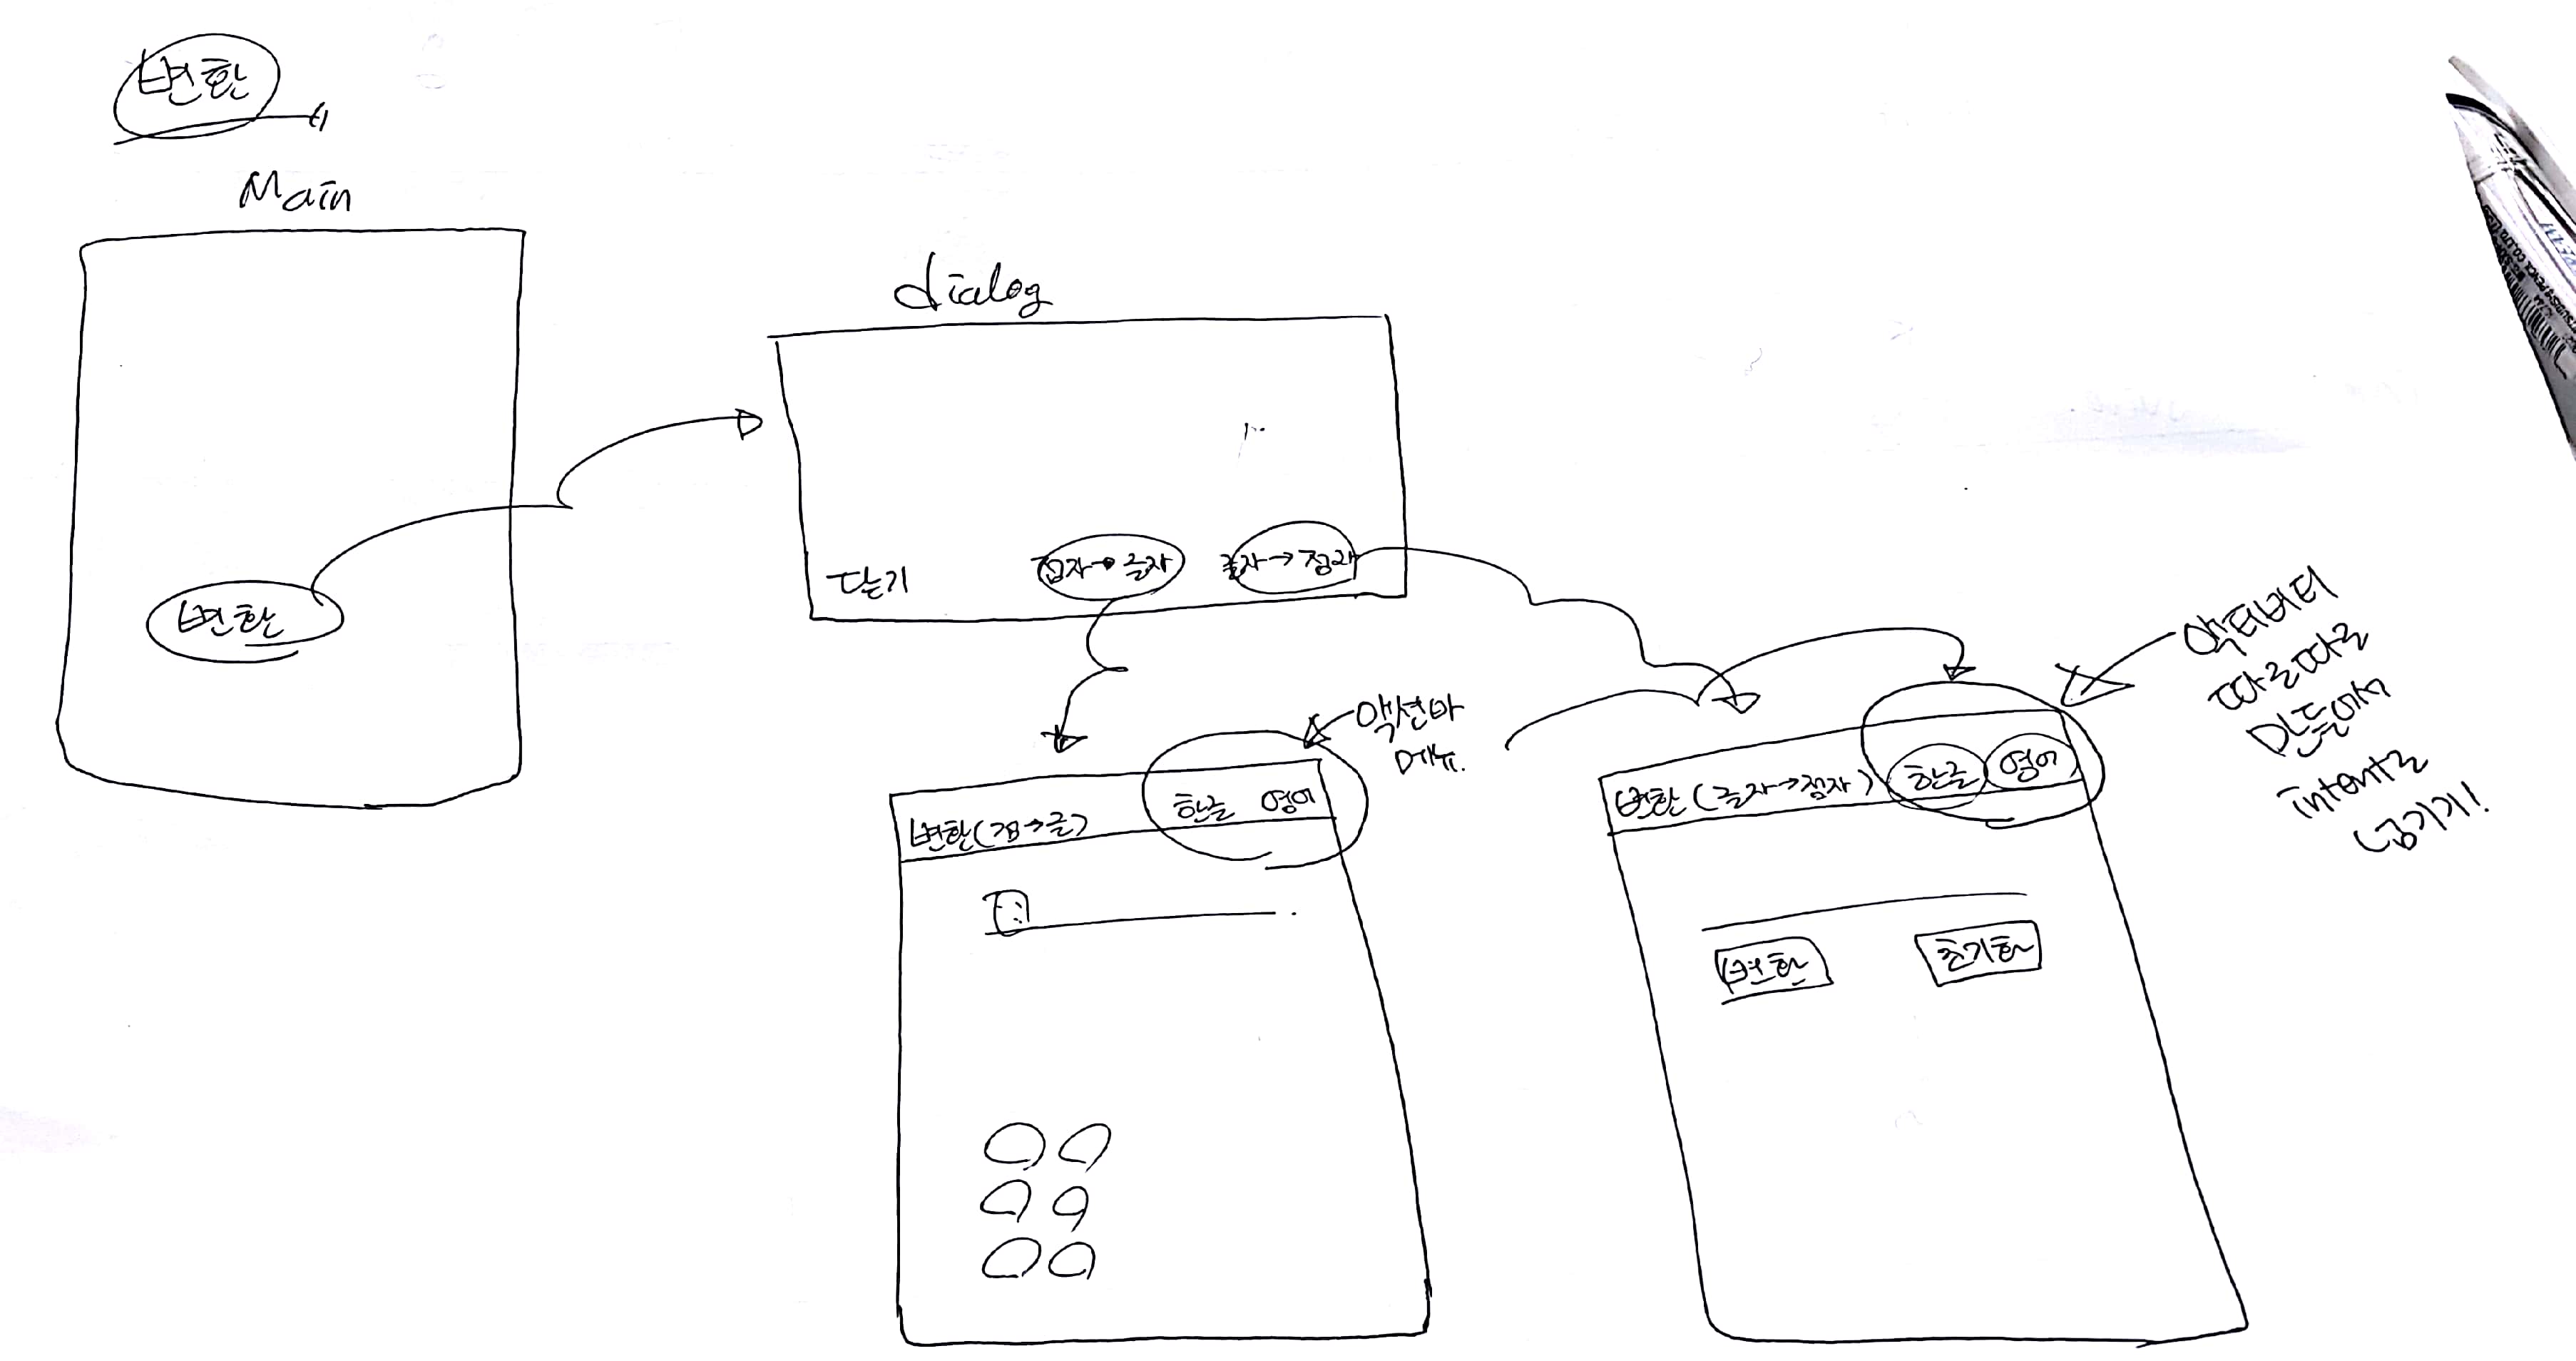 변환
Main
변환
dialog
닫기
점자→글자
글자→점자
액션바
메뉴.
변환(점→글)
한글 영어
변환(글자→점자)
한글 영어
변환
초기화
액티비티
따로따로
만들어서
intent로
넘기기!